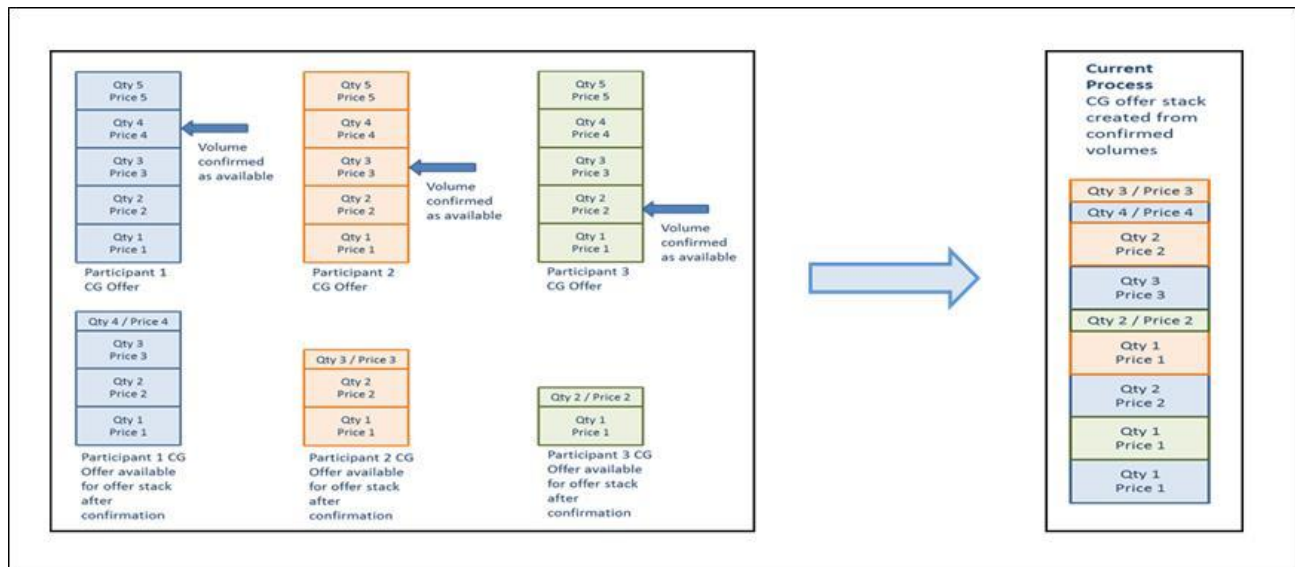 Qty 5
Price 5
Qty 4
Price 4
Qty 3
Price 3
Qty 2
Price 2
Qty 1
Price 1
Volume
confirmed
as available
Participant 1
CG Offer
Qty 5
Price 5
Qty 4
Price 4
Qty 3
Price 3
Qty 2
Price 2
Qty 1
Price 1
Volume
confirmed
as available
Participant 2
CG Offer
Qty 5
Price 5
Qty 4
Price 4
Qty 3
Price 3
Qty 2
Price 2
Qty 1
Price 1
Volume
confirmed
as available
Participant 3
CG Offer
Qty 4 / Price 4
Qty 3
Price 3
Qty 2
Price 2
Qty 1
Price 1
Participant 1 CG
Offer available
for offer stack
after
confirmation
Qty 3 / Price 3
Qty 2
Price 2
Qty 1
Price 1
Participant 2 CG
Offer available
for offer stack
after
confirmation
Qty 2 / Price 2
Qty 1
Price 1
Participant 3 CG
Offer available
for offer stack
after
confirmation
Current
Process
CG offer stack
created from
confirmed
volumes
Qty 3 / Price 3
Qty 4 / Price 4
Qty 2
Price 2
Qty 3
Price 3
Qty 2 / Price 2
Qty 1
Price 1
Qty 2
Price 2
Qty 1
Price 1
Qty 1
Price 1